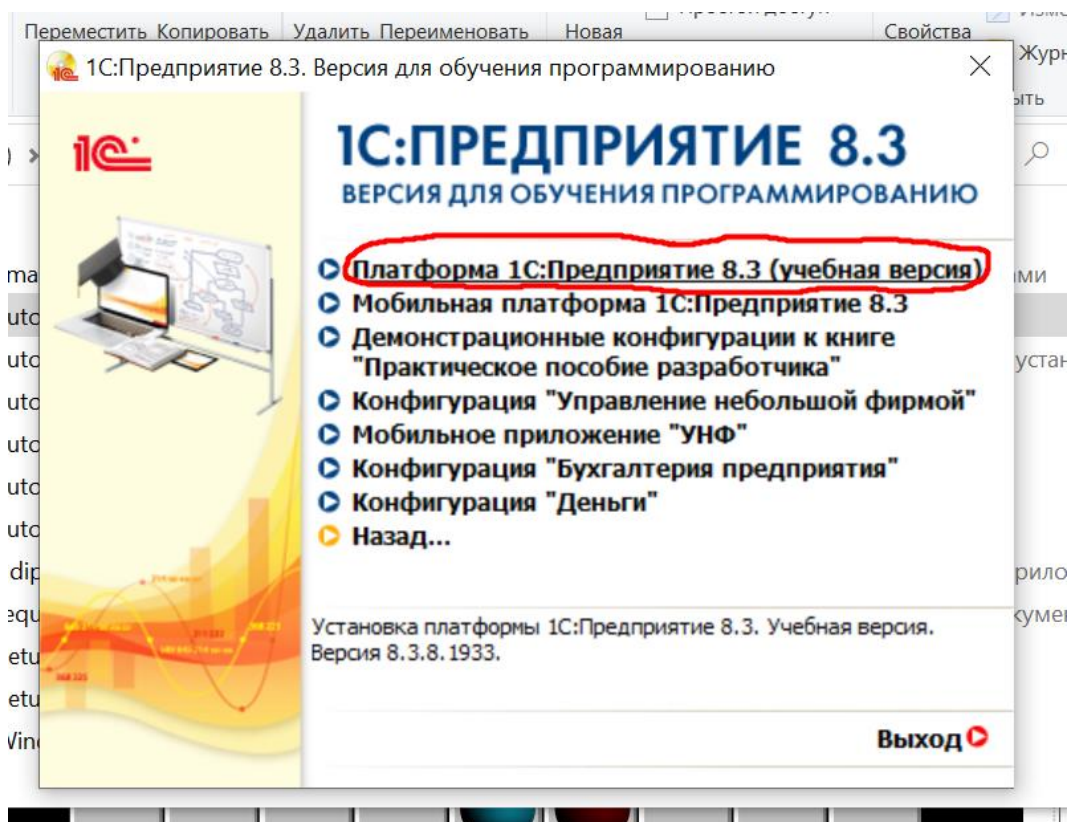 Переместить Копировать Удалить Переименовать Новая Свойства
1С:Предприятие 8.3. Версия для обучения программированию
1С:ПРЕДПРИЯТИЕ 8.3
ВЕРСИЯ ДЛЯ ОБУЧЕНИЯ ПРОГРАММИРОВАНИЮ
Платформа 1С:Предприятие 8.3 (учебная версия)
Мобильная платформа 1С:Предприятие 8.3
Демонстрационные конфигурации к книге
"Практическое пособие разработчика"
Конфигурация "Управление небольшой фирмой"
Мобильное приложение "УНФ"
Конфигурация "Бухгалтерия предприятия"
Конфигурация "Деньги"
Назад...
Установка платформы 1С:Предприятие 8.3. Учебная версия.
Версия 8.3.8.1933.
Выход